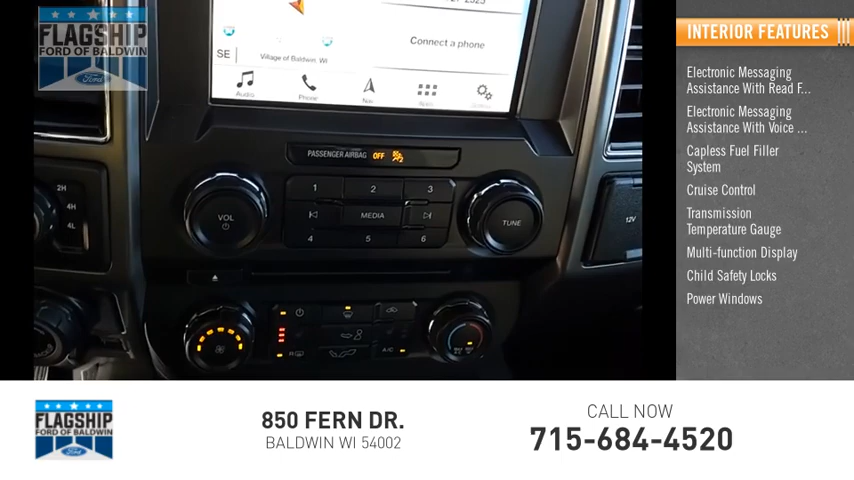 FLAGSHIP
FORD OF BALDWIN
Ford
Connect a phone
SE
Village of Baldwin, WI
Audio
Phone
Nav
PASSENGER AIRBAG OFF
2H
4H
4L
VOL
1 2 3
MEDIA
4 5 6
TUNE
12V
R
A/C
INTERIOR FEATURES
Electronic Messaging
Assistance With Read F...
Electronic Messaging
Assistance With Voice ...
Capless Fuel Filler
System
Cruise Control
Transmission
Temperature Gauge
Multi-function Display
Child Safety Locks
Power Windows
FLAGSHIP
FORD OF BALDWIN
Ford
850 FERN DR.
BALDWIN WI 54002
CALL NOW
715-684-4520